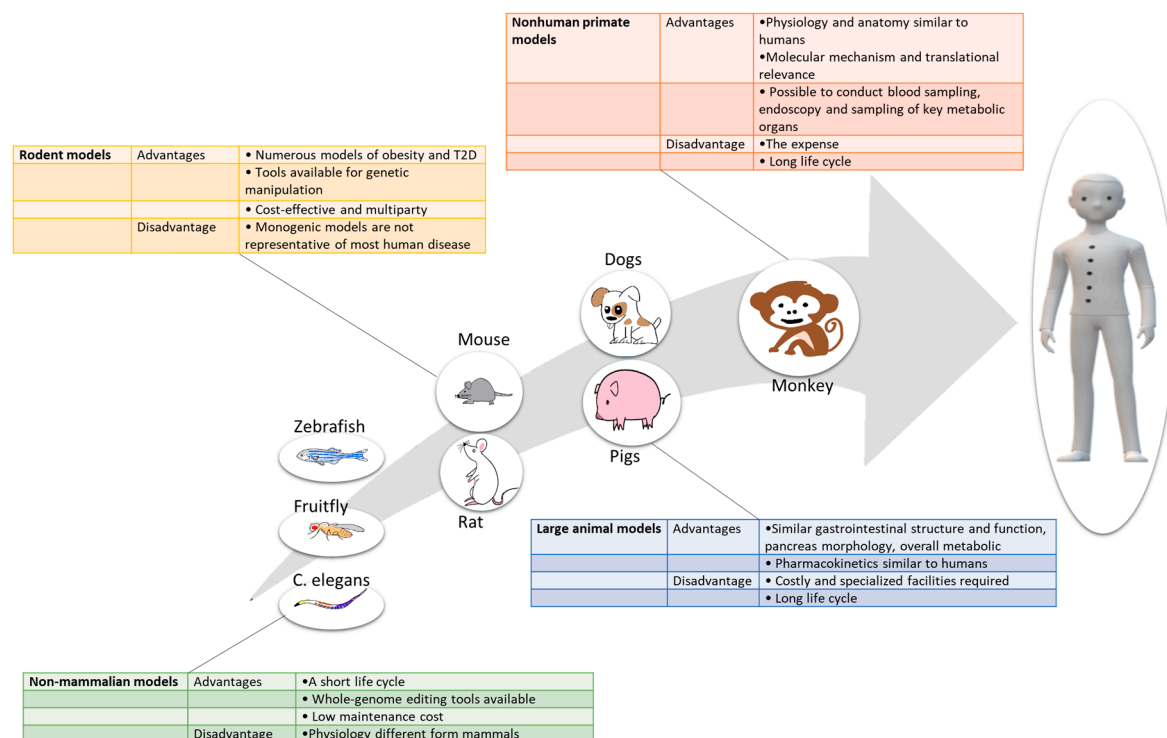 Nonhuman primate models
Advantages
•Physiology and anatomy similar to
humans
•Molecular mechanism and translational
relevance
• Possible to conduct blood sampling,
endoscopy and sampling of key metabolic
organs
Disadvantage
•The expense
• Long life cycle
Rodent models
Advantages
• Numerous models of obesity and T2D
• Tools available for genetic
manipulation
• Cost-effective and multiparty
Disadvantage
• Monogenic models are not
representative of most human disease
Dogs
Mouse
Monkey
Zebrafish
Pigs
Fruitfly
Rat
C. elegans
Large animal models
Advantages
•Similar gastrointestinal structure and function,
pancreas morphology, overall metabolic
• Pharmacokinetics similar to humans
Disadvantage
• Costly and specialized facilities required
• Long life cycle
Non-mammalian models
Advantages
•A short life cycle
• Whole-genome editing tools available
• Low maintenance cost
Disadvantage
•Physiology different form mammals